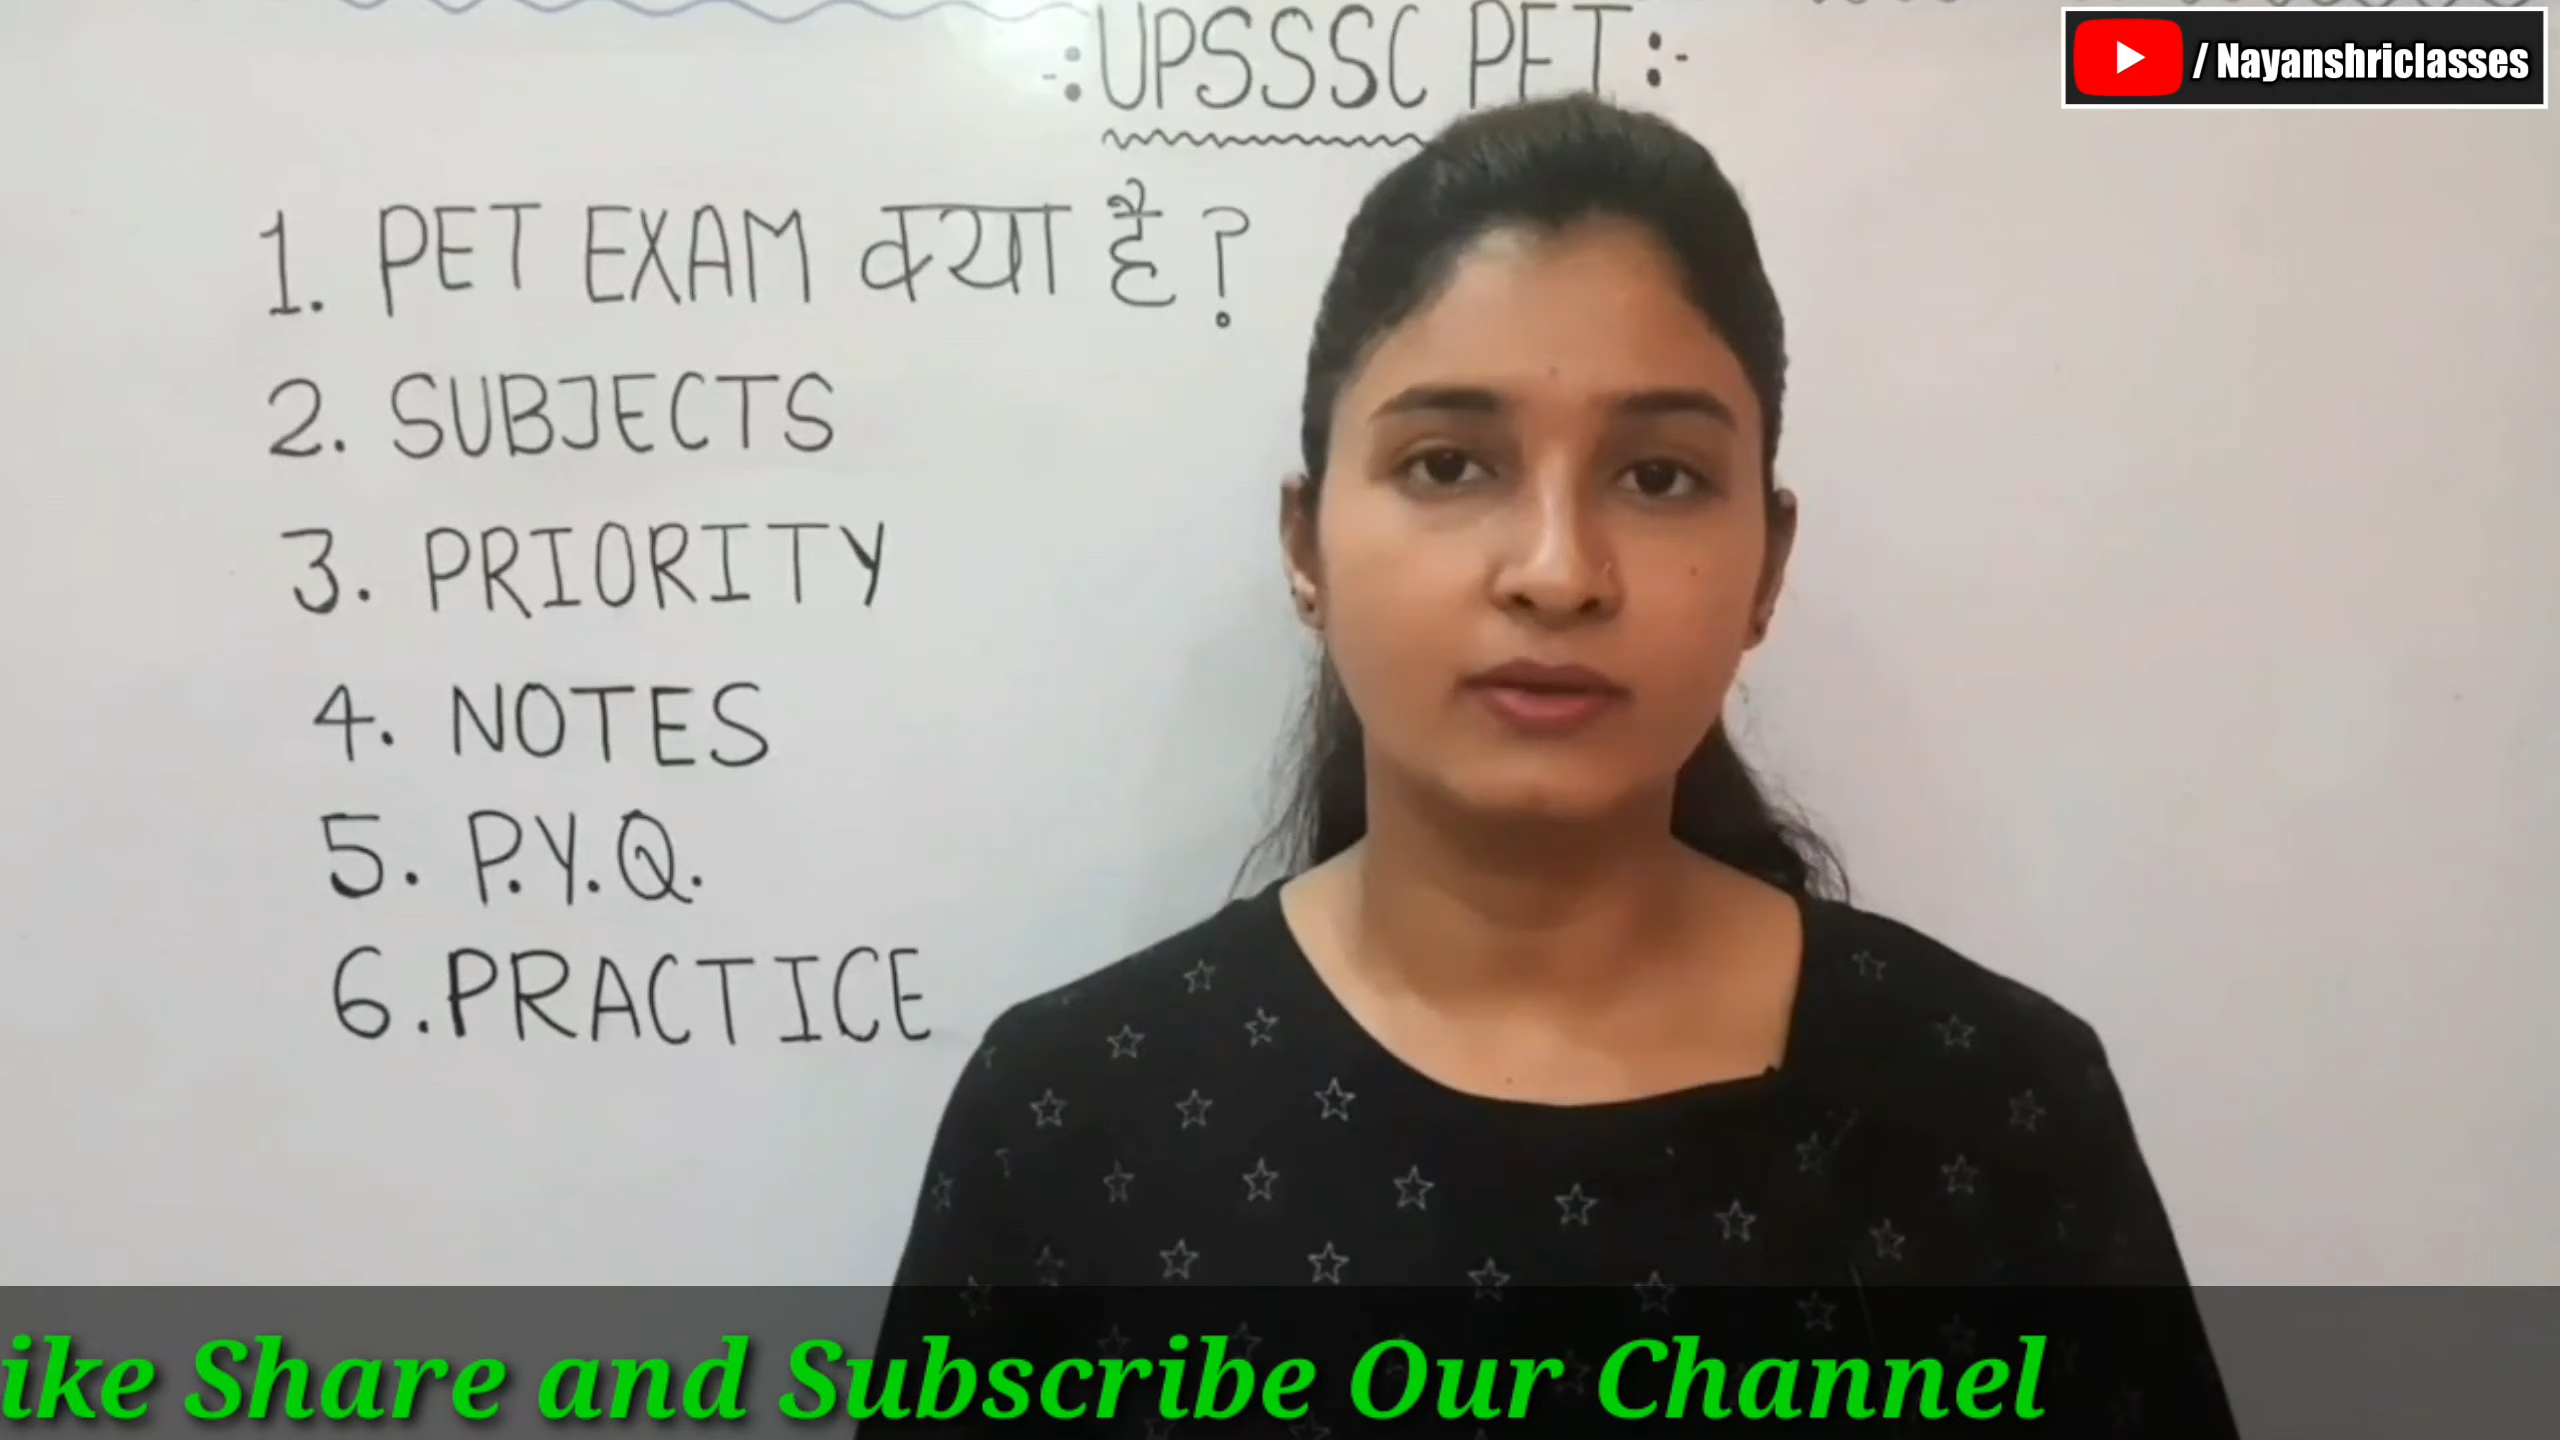 -: UPSSSC PET :-
/ Nayanshriclasses
1. PET EXAM क्या है ?
2. SUBJECTS
3. PRIORITY
4. NOTES
5. P.Y.Q.
6. PRACTICE
ike Share and Subscribe Our Channel